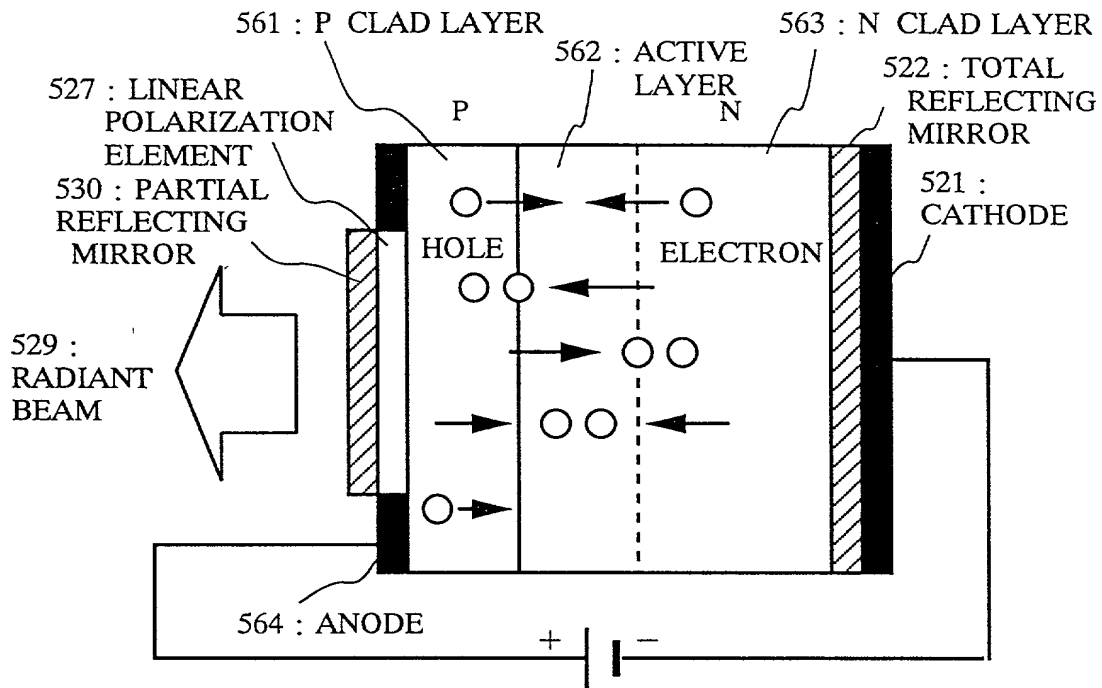 561 : P CLAD LAYER
563 : N CLAD LAYER
562 : ACTIVE
LAYER
522 : TOTAL
REFLECTING
MIRROR
527 : LINEAR
POLARIZATION
ELEMENT
P
N
530 : PARTIAL
REFLECTING
MIRROR
521 :
CATHODE
HOLE
ELECTRON
529 :
RADIANT
BEAM
564 : ANODE
+
−